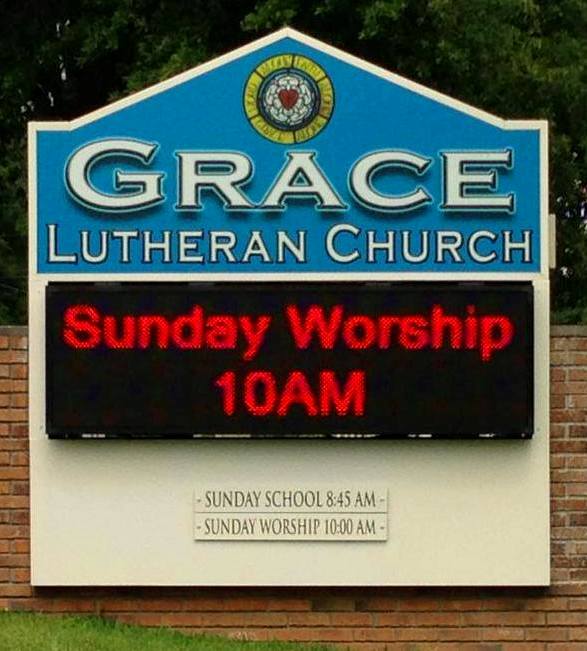 GRACE
LUTHERAN CHURCH
Sunday Worship
10AM
- SUNDAY SCHOOL 8:45 AM -
- SUNDAY WORSHIP 10:00 AM -